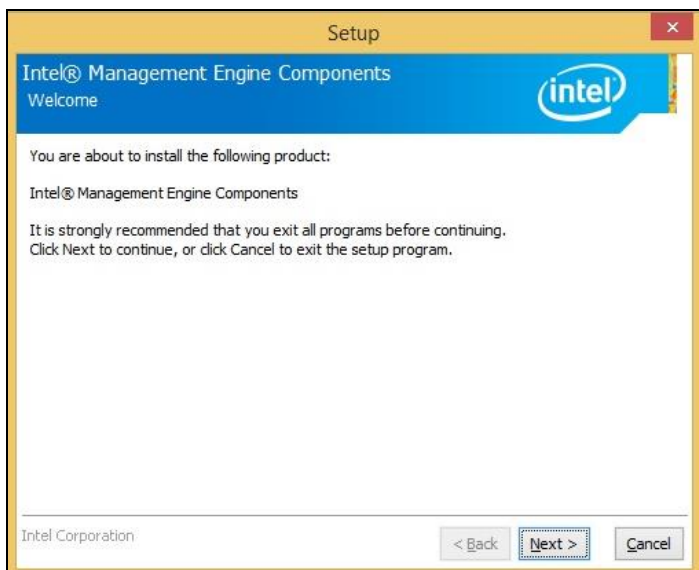 Setup
Intel® Management Engine Components
Welcome
intel
You are about to install the following product:
Intel® Management Engine Components
It is strongly recommended that you exit all programs before continuing.
Click Next to continue, or click Cancel to exit the setup program.
Intel Corporation
< Back Next > Cancel